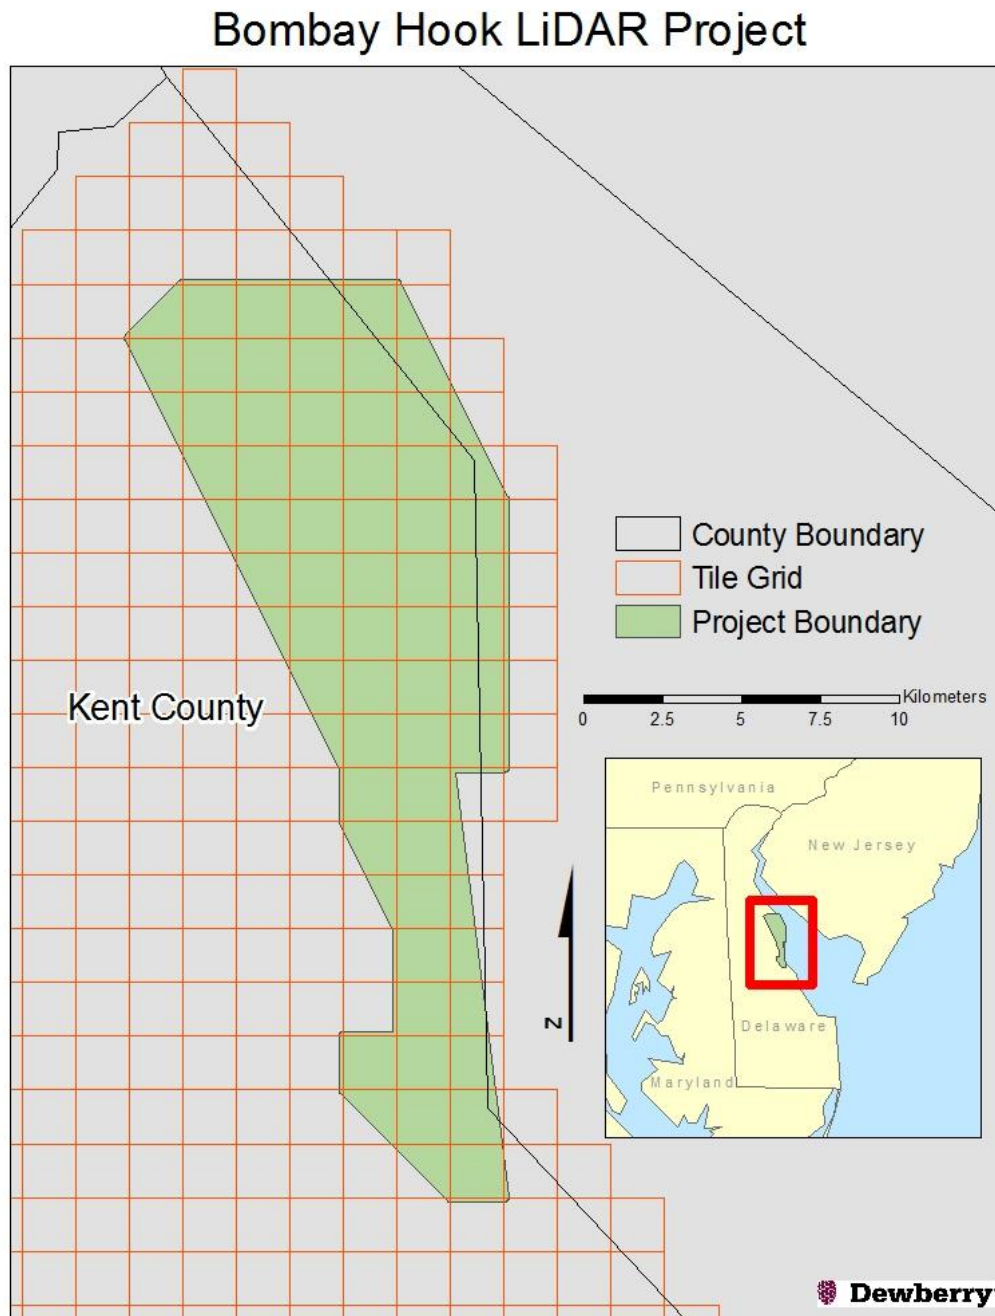 Bombay Hook LiDAR Project
County Boundary
Tile Grid
Project Boundary
Kent County
Kilometers
0 2.5 5 7.5 10
Pennsylvania
New Jersey
N
Delaware
Maryland
Dewberry